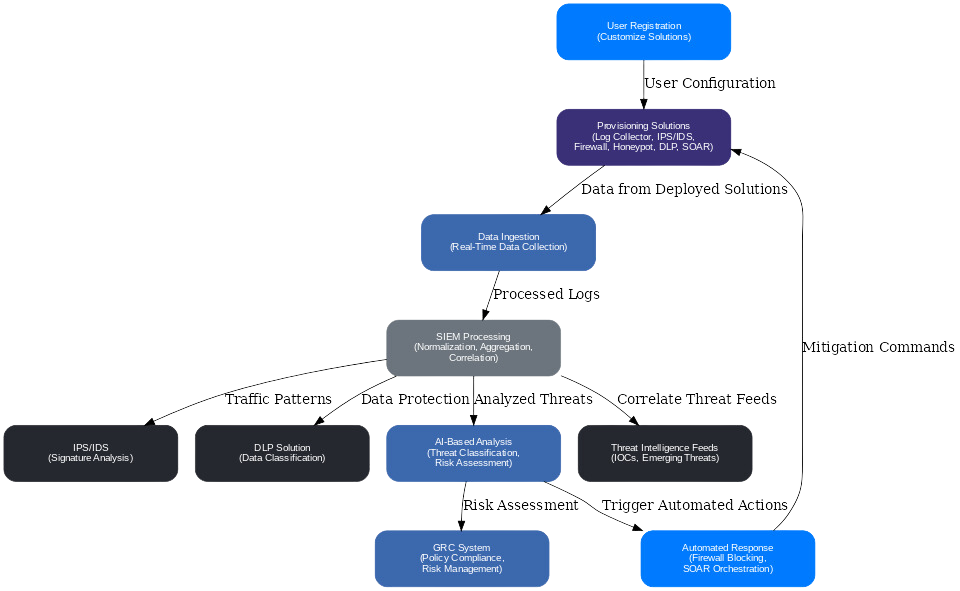 User Registration
(Customize Solutions)
User Configuration
Provisioning Solutions
(Log Collector, IPS/IDS,
Firewall, Honeypot, DLP, SOAR)
Data from Deployed Solutions
Data Ingestion
(Real-Time Data Collection)
Processed Logs
SIEM Processing
(Normalization, Aggregation,
Correlation)
Mitigation Commands
Traffic Patterns
Data Protection
Analyzed Threats
Correlate Threat Feeds
IPS/IDS
(Signature Analysis)
DLP Solution
(Data Classification)
AI-Based Analysis
(Threat Classification,
Risk Assessment)
Threat Intelligence Feeds
(IOCs, Emerging Threats)
Risk Assessment
Trigger Automated Actions
GRC System
(Policy Compliance,
Risk Management)
Automated Response
(Firewall Blocking,
SOAR Orchestration)